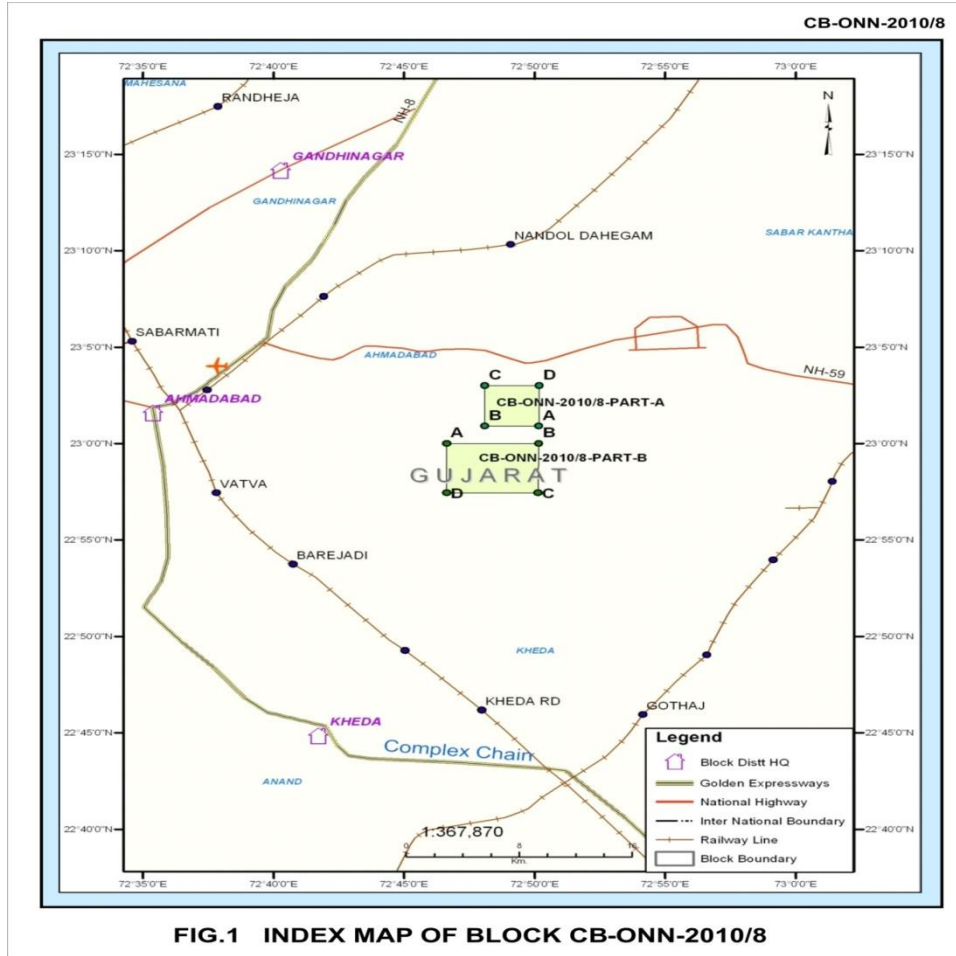 CB-ONN-2010/8
72°35'0"E
72°40'0"E
72°45'0"E
72°50'0"E
72°55'0"E
73°0'0"E
MAHESANA
RANDHEJA
NH-8
N
23°15'0"N
GANDHINAGAR
23°15'0"N
GANDHINAGAR
NANDOL DAHEGAM
SABAR KANTHA
23°10'0"N
23°10'0"N
SABARMATI
23°5'0"N
AHMADABAD
23°5'0"N
NH-59
C D
AHMADABAD
CB-ONN-2010/8-PART-A
B A
A B
23°0'0"N
23°0'0"N
CB-ONN-2010/8-PART-B
GUJARAT
VATVA
D C
22°55'0"N
BAREJADI
22°55'0"N
22°50'0"N
KHEDA
22°50'0"N
KHEDA RD
GOTHAJ
KHEDA
22°45'0"N
22°45'0"N
Complex Chain
ANAND
Legend
Block Distt HQ
Golden Expressways
National Highway
Inter National Boundary
Railway Line
Block Boundary
22°40'0"N
1:367,870
22°40'0"N
0 8 16
Km.
72°35'0"E
72°40'0"E
72°45'0"E
72°50'0"E
72°55'0"E
73°0'0"E
FIG.1 INDEX MAP OF BLOCK CB-ONN-2010/8